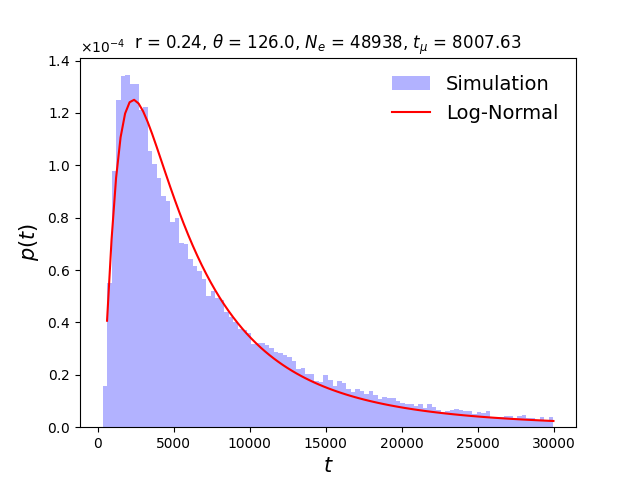 ×10⁻⁴ r = 0.24, θ = 126.0, Nₑ = 48938, t_μ = 8007.63
Simulation
Log-Normal
1.4
1.2
1.0
0.8
0.6
0.4
0.2
0.0
p(t)
0 5000 10000 15000 20000 25000 30000
t